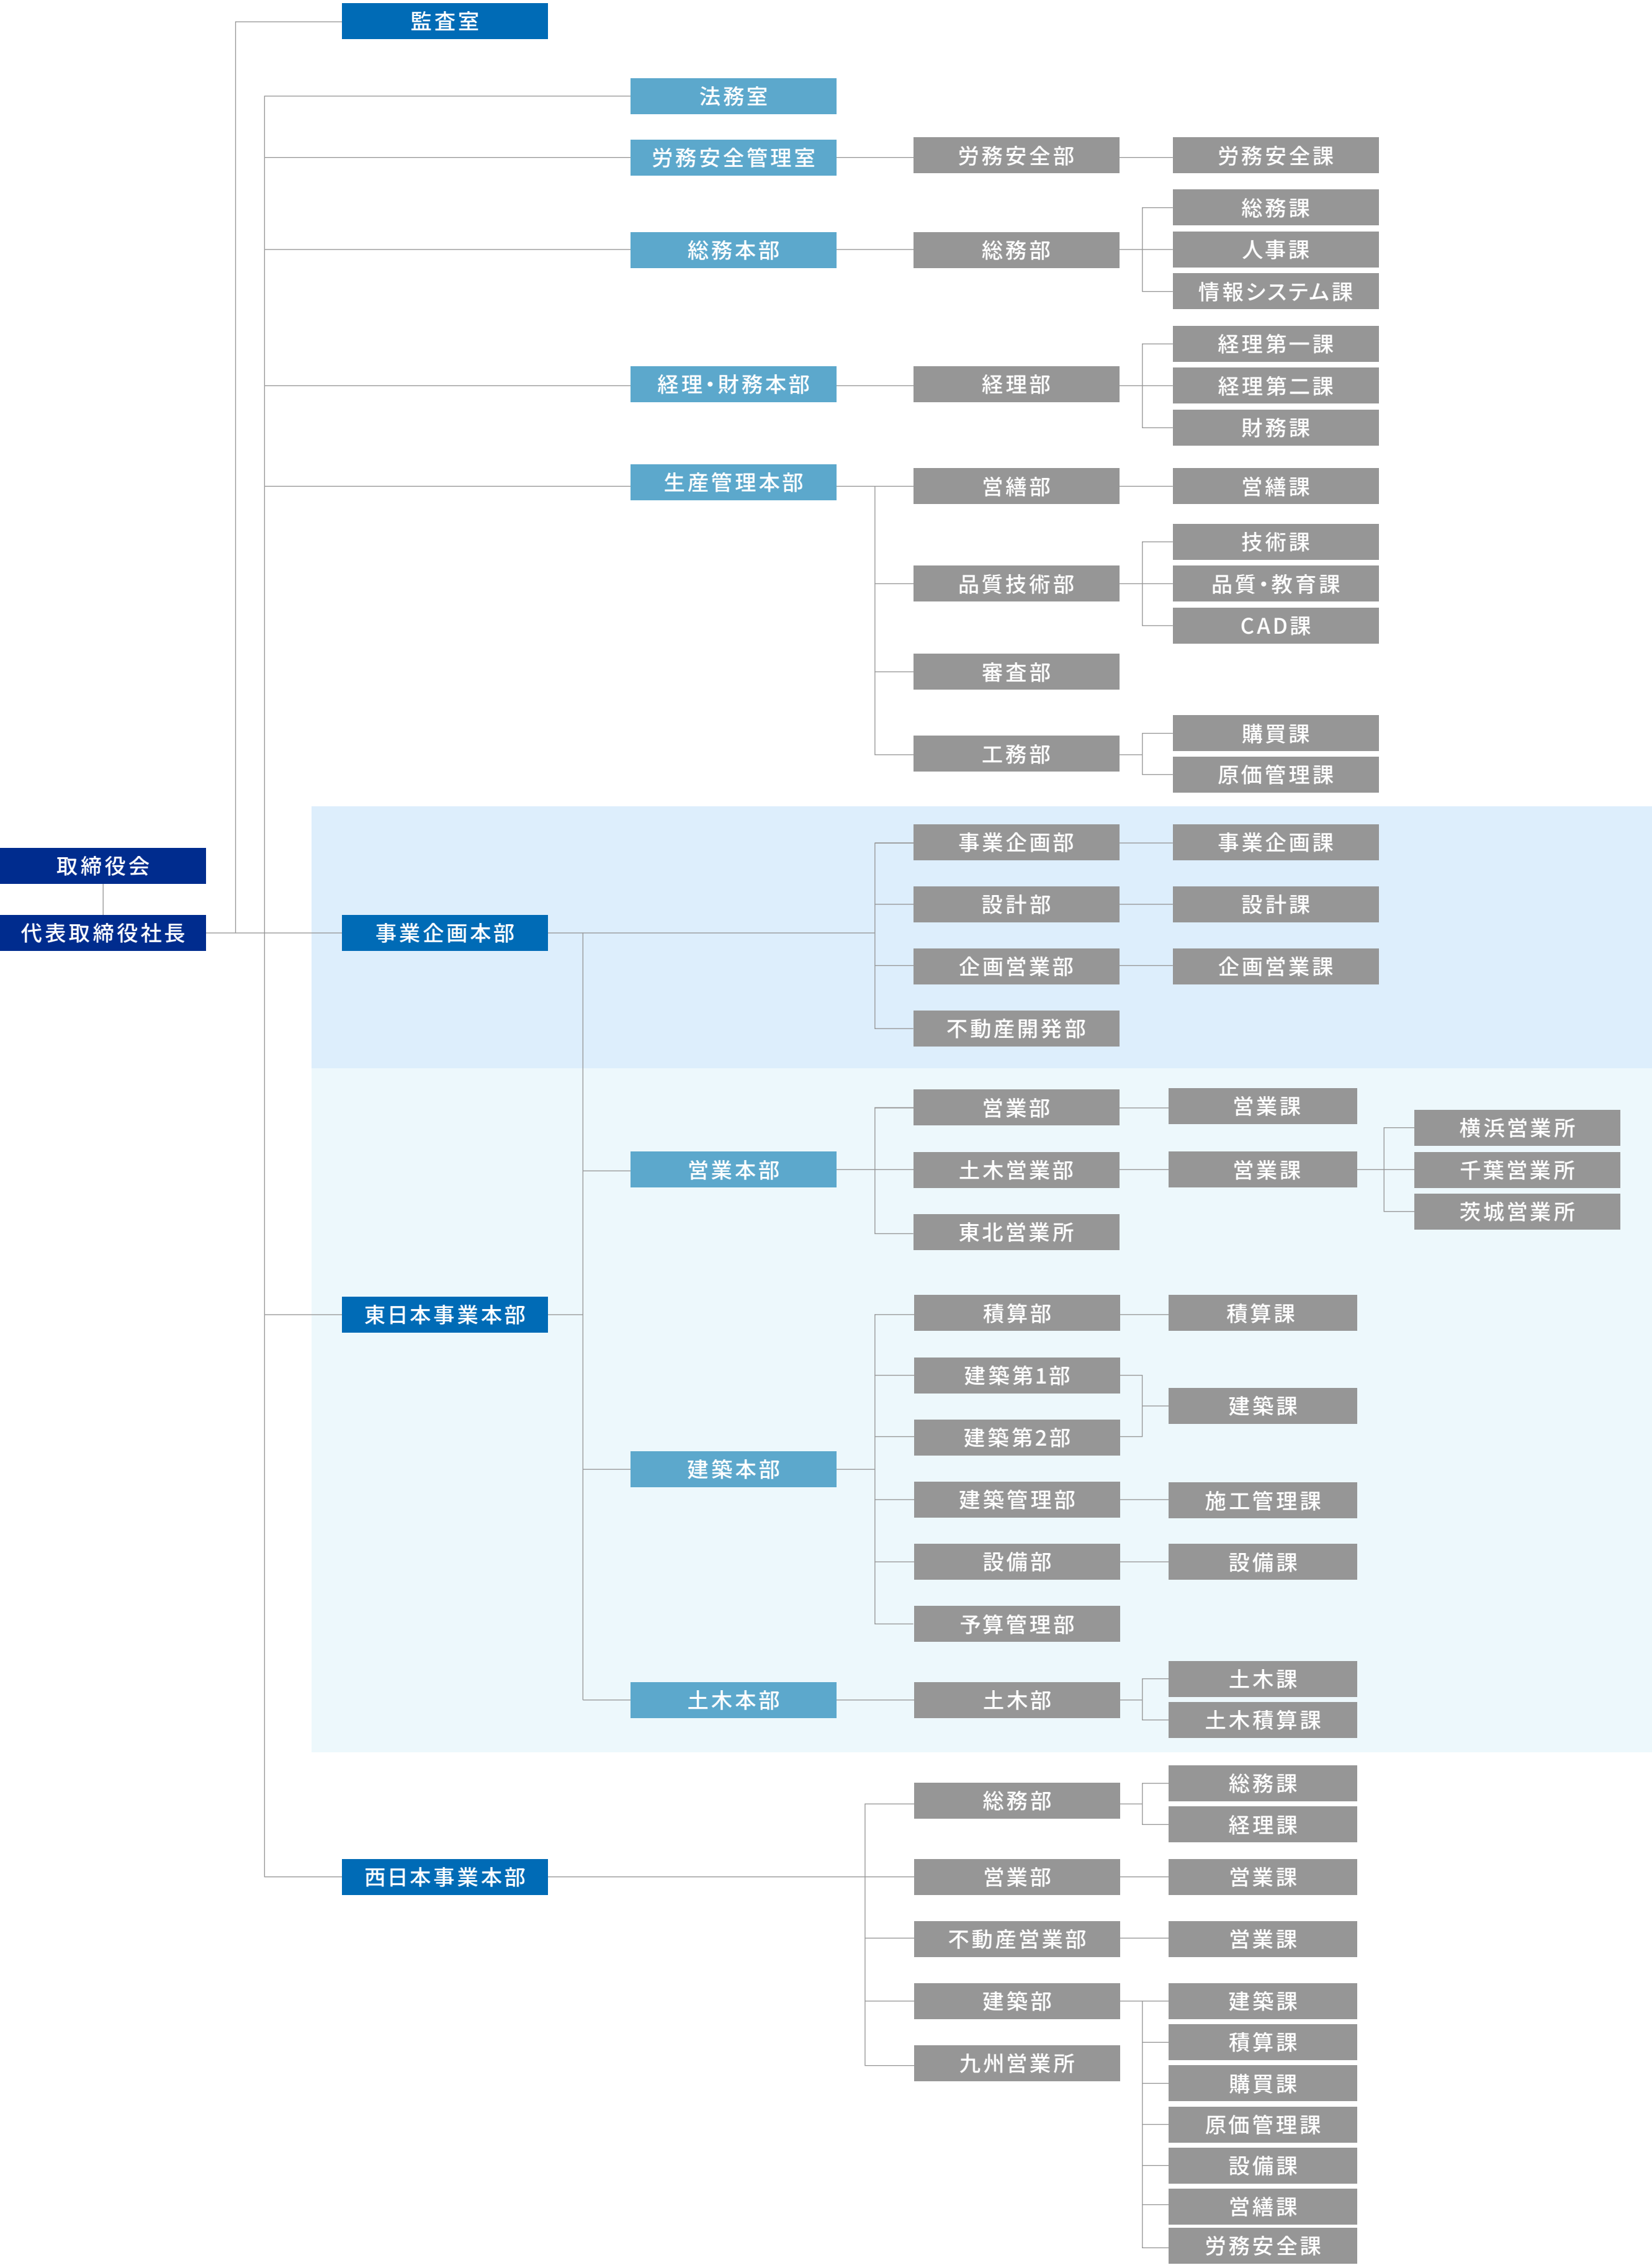 監査室
法務室
労務安全管理室
労務安全部
労務安全課
総務本部
総務部
総務課
人事課
情報システム課
経理・財務本部
経理部
経理第一課
経理第二課
財務課
生産管理本部
営繕部
営繕課
品質技術部
技術課
品質・教育課
CAD課
審査部
工務部
購買課
原価管理課
取締役会
代表取締役社長
事業企画本部
事業企画部
事業企画課
設計部
設計課
企画営業部
企画営業課
不動産開発部
東日本事業本部
営業本部
営業部
営業課
土木営業部
営業課
横浜営業所
千葉営業所
茨城営業所
東北営業所
建築本部
積算部
積算課
建築第1部
建築第2部
建築課
建築管理部
施工管理課
設備部
設備課
予算管理部
土木本部
土木部
土木課
土木積算課
西日本事業本部
総務部
総務課
経理課
営業部
営業課
不動産営業部
営業課
建築部
建築課
積算課
購買課
原価管理課
設備課
営繕課
労務安全課
九州営業所